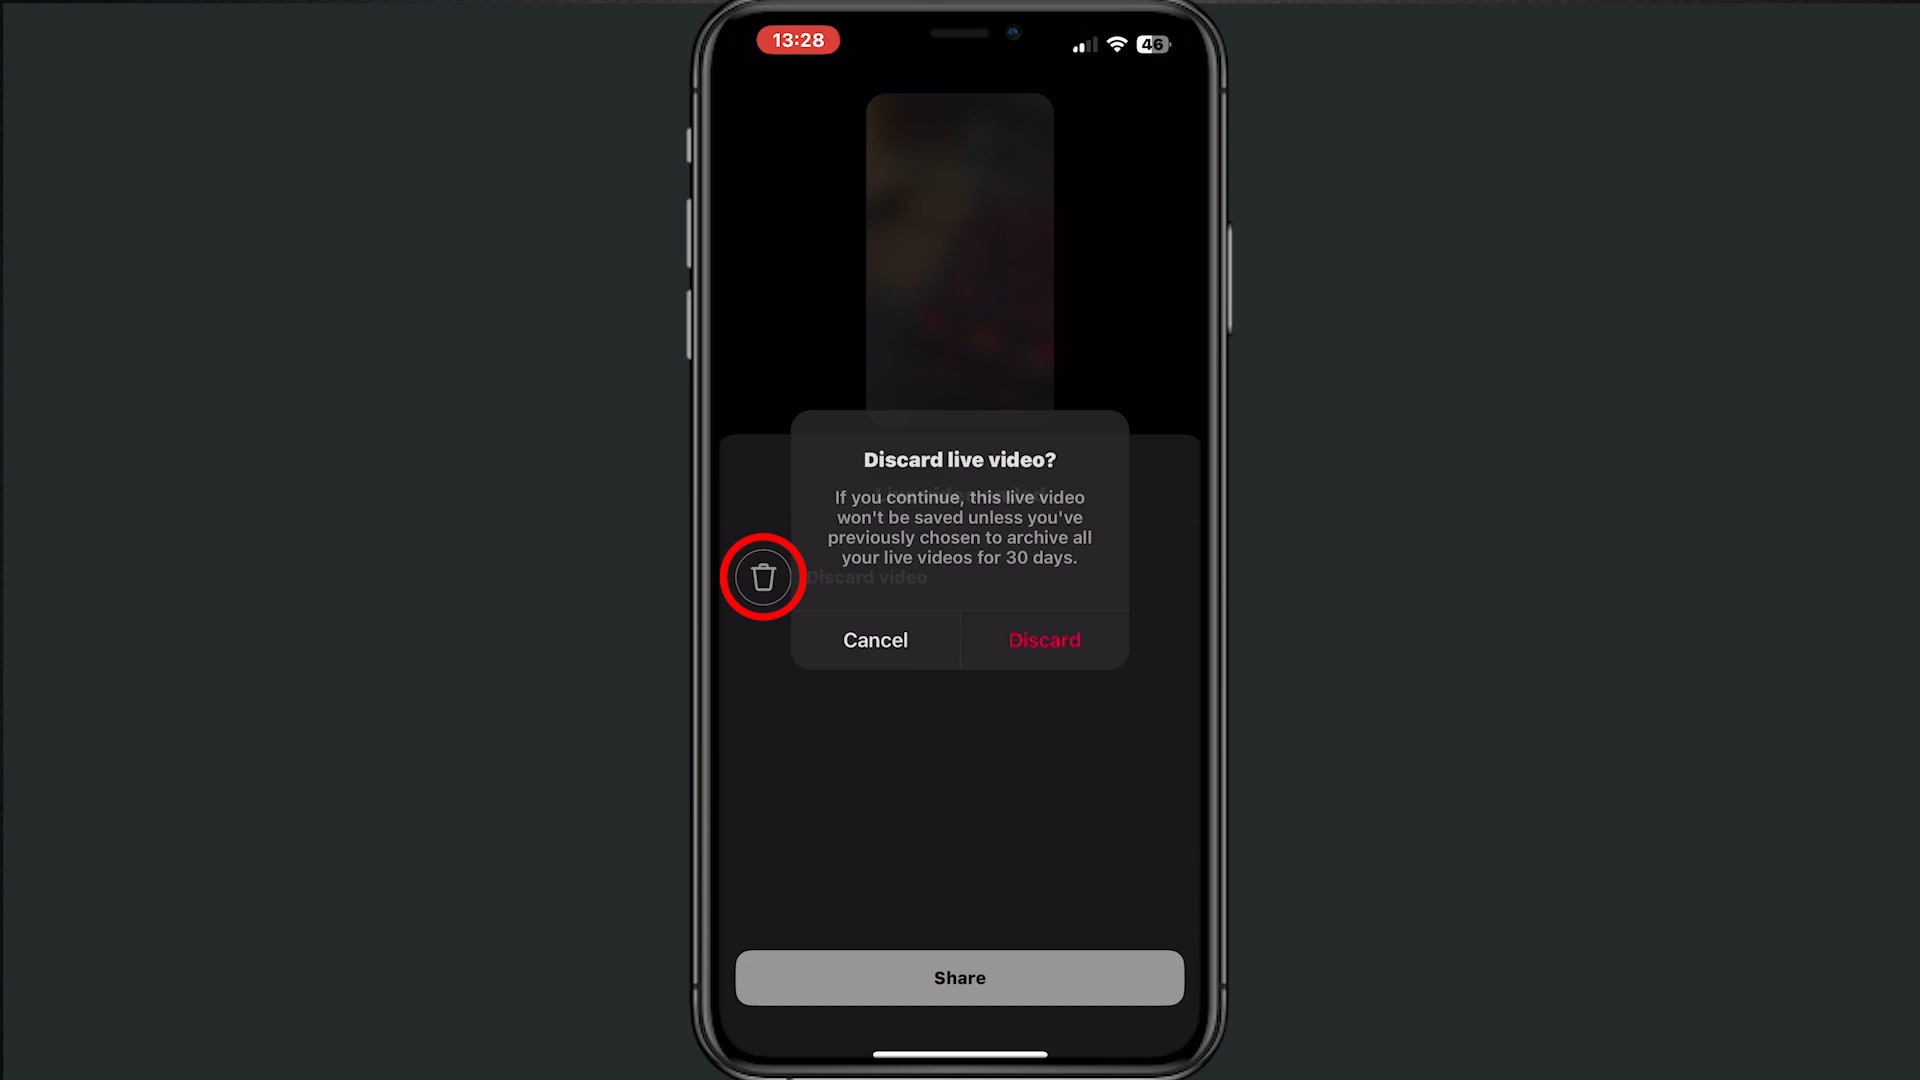 13:28
46
Discard live video?
If you continue, this live video
won't be saved unless you've
previously chosen to archive all
your live videos for 30 days.
Discard video
Cancel
Discard
Share